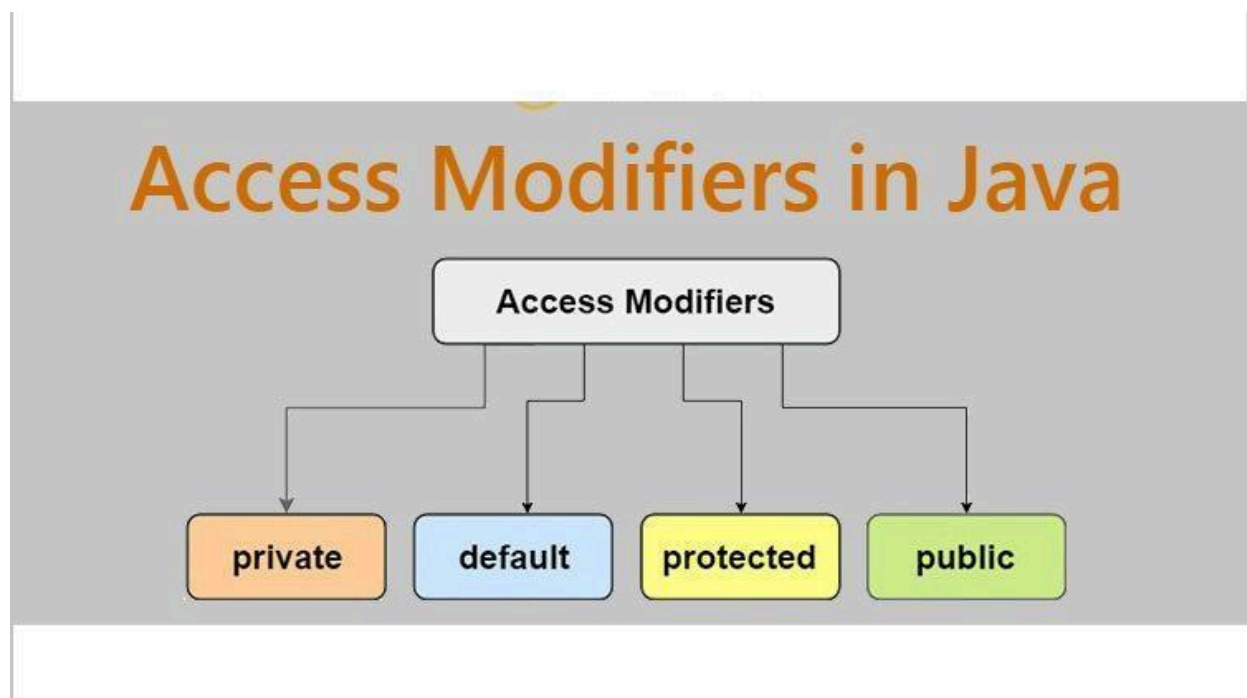 Access Modifiers in Java
Access Modifiers
private
default
protected
public